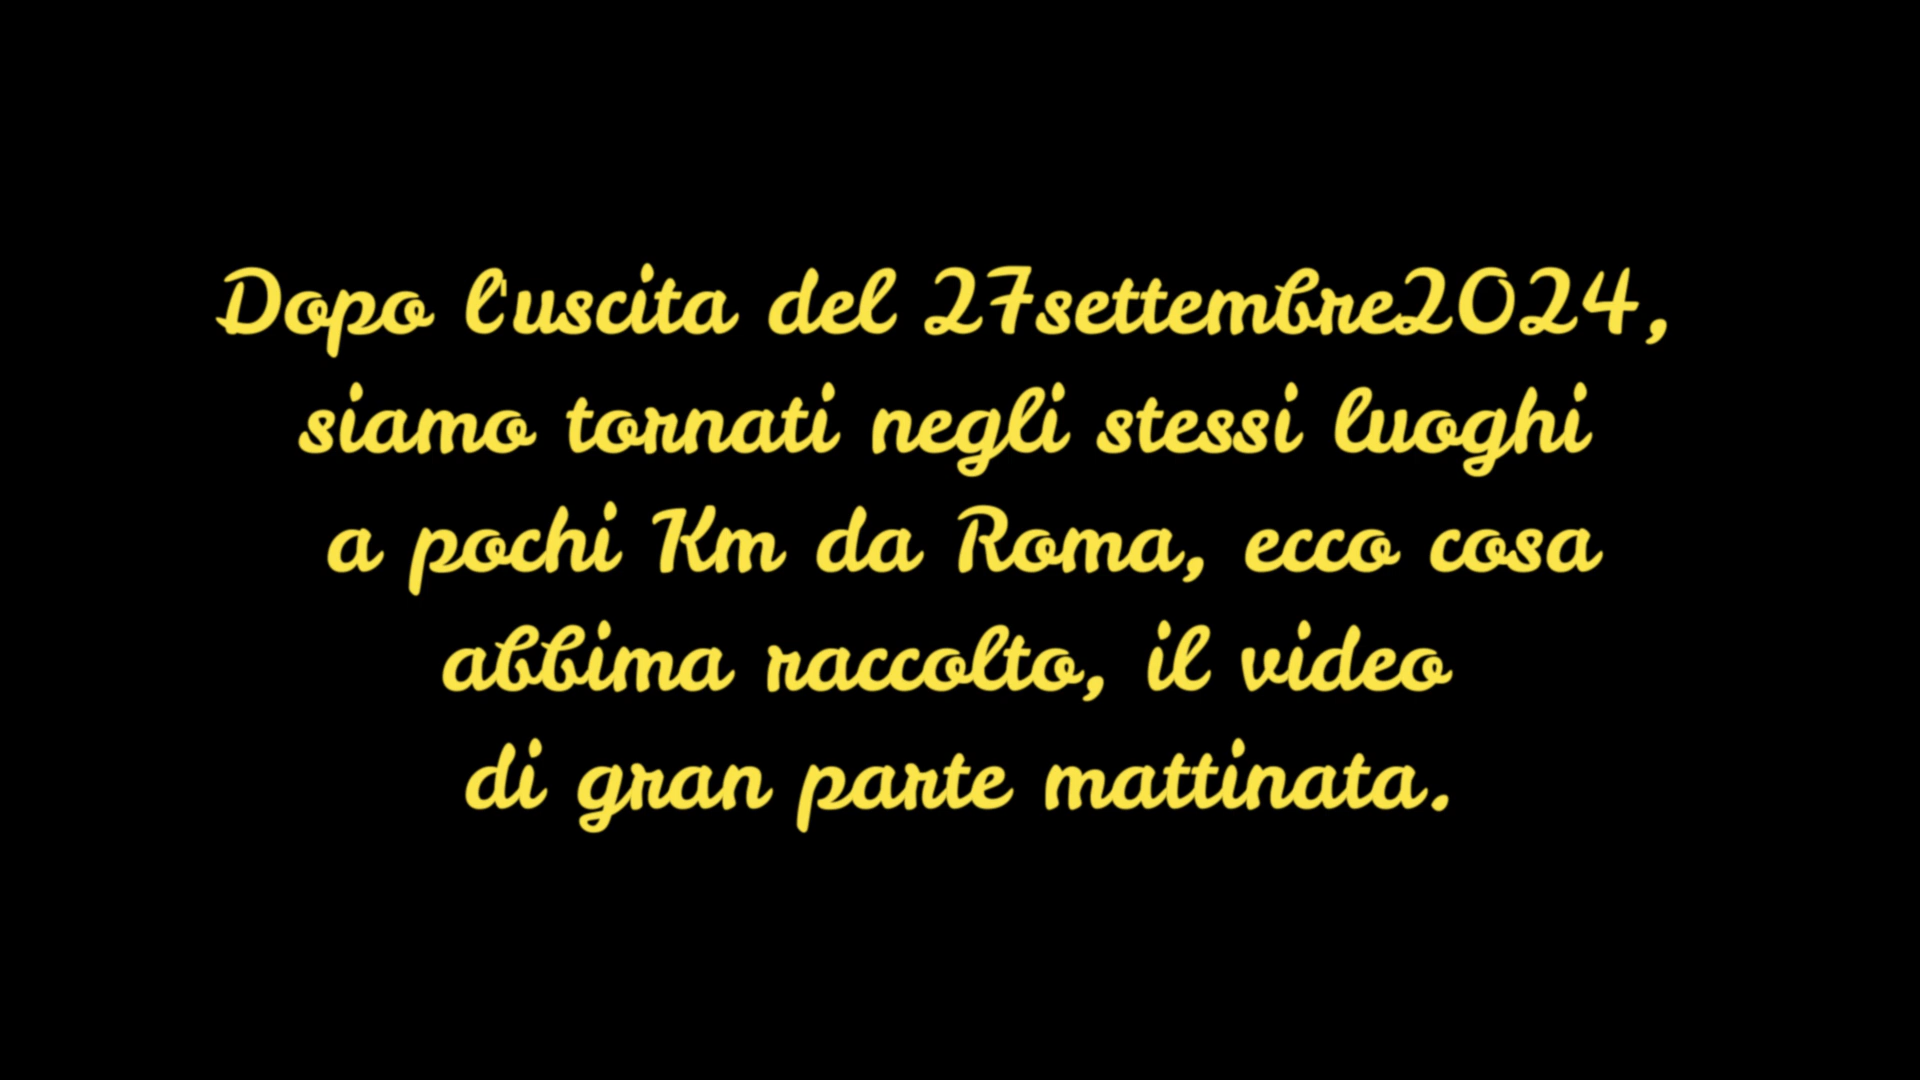 Dopo l'uscita del 27settembre2024,
siamo tornati negli stessi luoghi
a pochi Km da Roma, ecco cosa
abbima raccolto, il video
di gran parte mattinata.